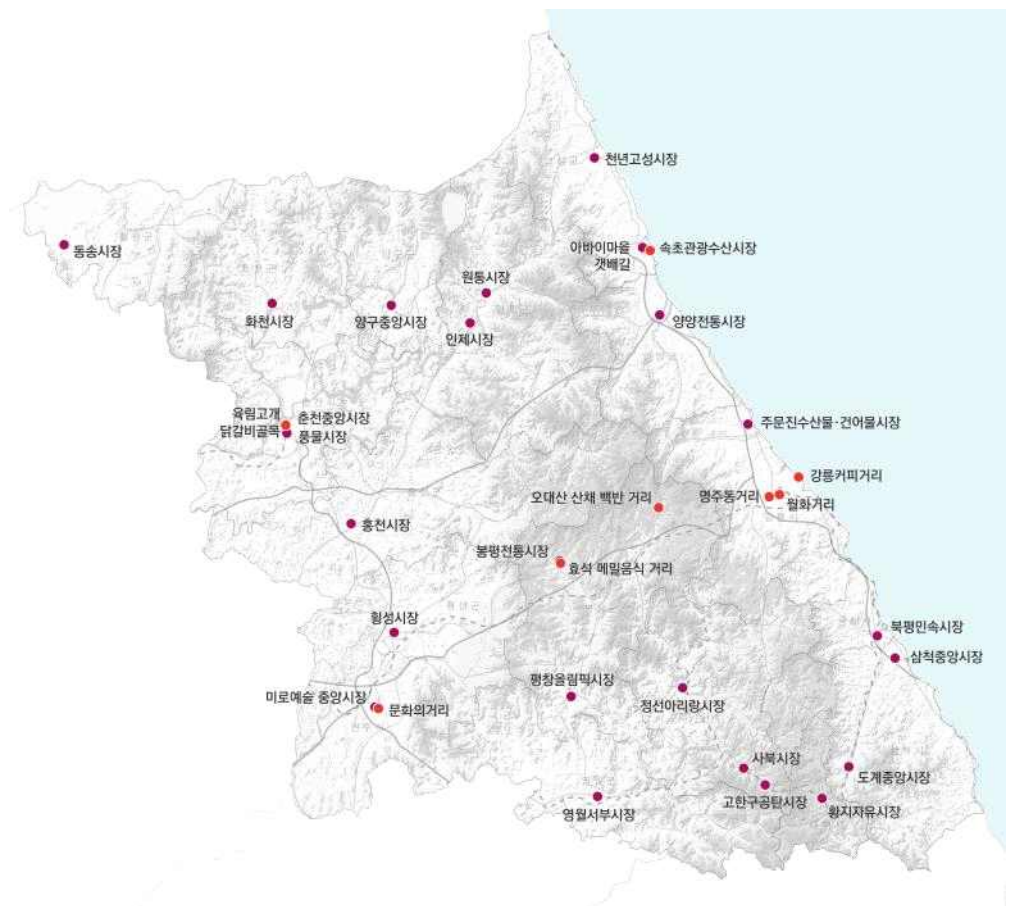 천년고성시장
아바이마을
갯배길
속초관광수산시장
동송시장
원통시장
화천시장
양구중앙시장
인제시장
양양전통시장
육림고개
닭갈비골목
춘천중앙시장
풍물시장
주문진수산물·건어물시장
강릉커피거리
명주동거리
월화거리
오대산 산채 백반 거리
홍천시장
봉평전통시장
효석 메밀음식 거리
횡성시장
북평민속시장
삼척중앙시장
평창올림픽시장
정선아리랑시장
미로예술 중앙시장
문화의거리
사북시장
도계중앙시장
고한구공탄시장
황지자유시장
영월서부시장